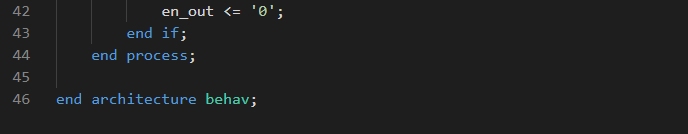 42 en_out <= '0';
43 end if;
44 end process;
45
46 end architecture behav;